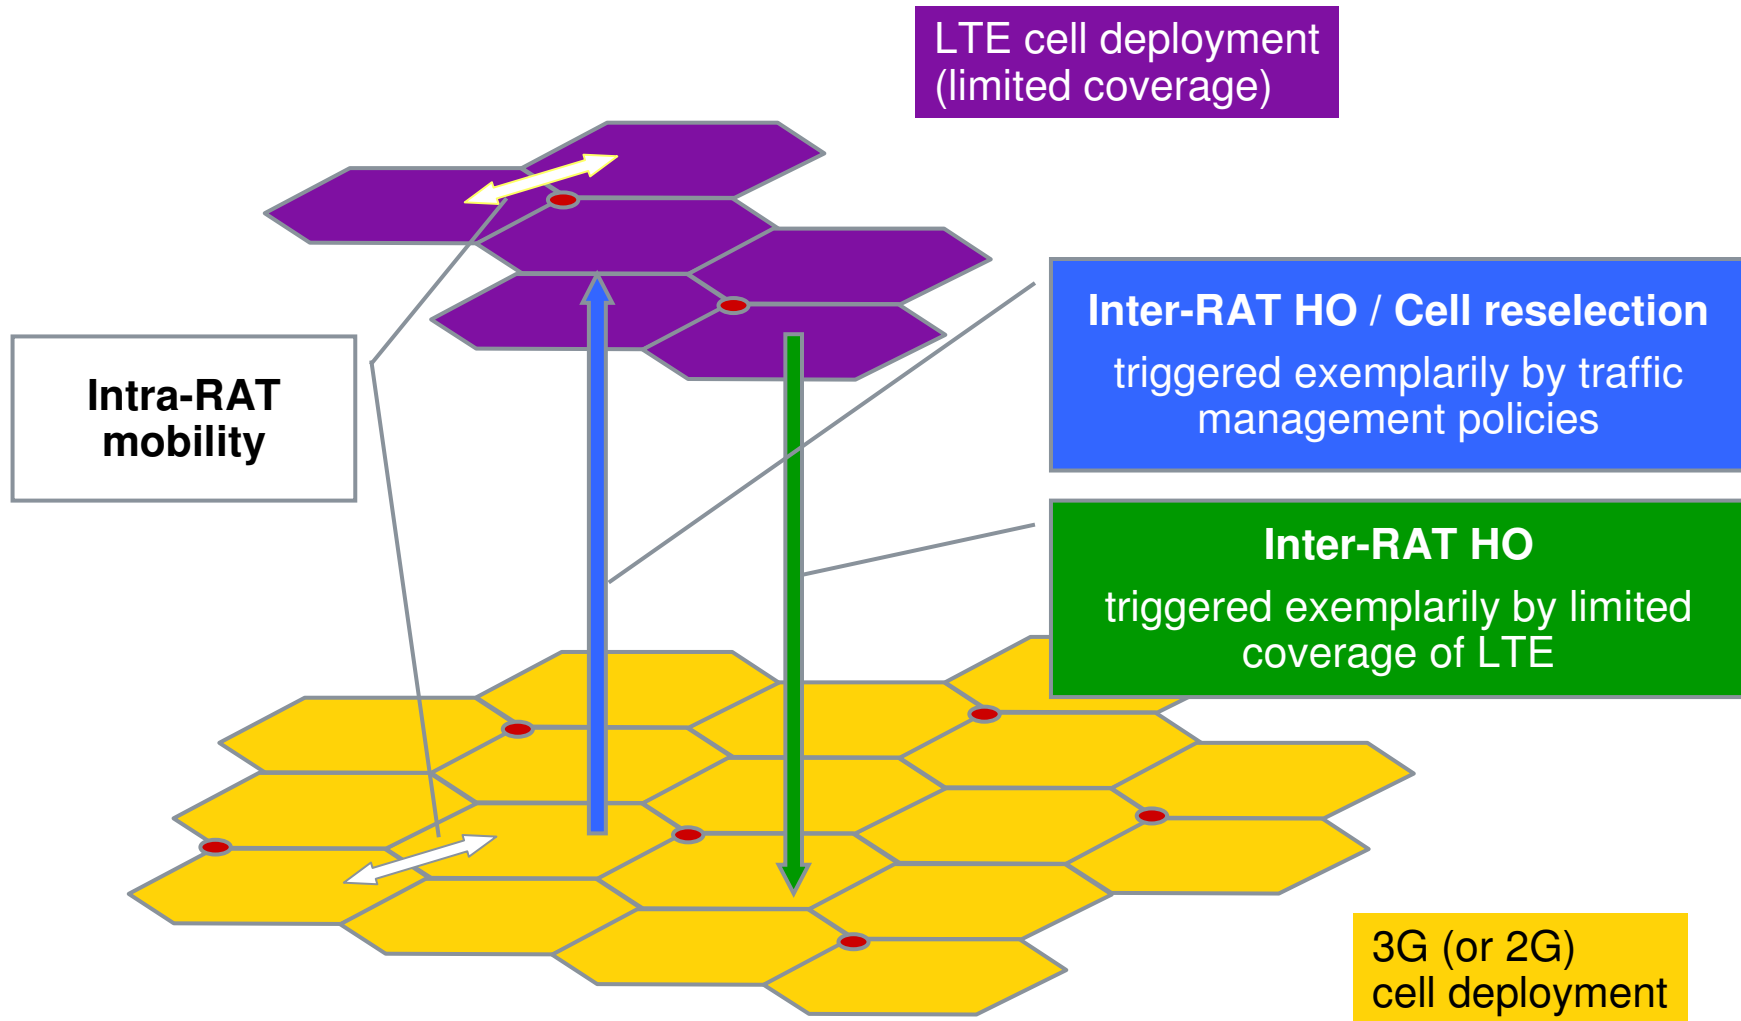 LTE cell deployment
(limited coverage)
Intra-RAT
mobility
Inter-RAT HO / Cell reselection
triggered exemplarily by traffic
management policies
Inter-RAT HO
triggered exemplarily by limited
coverage of LTE
3G (or 2G)
cell deployment